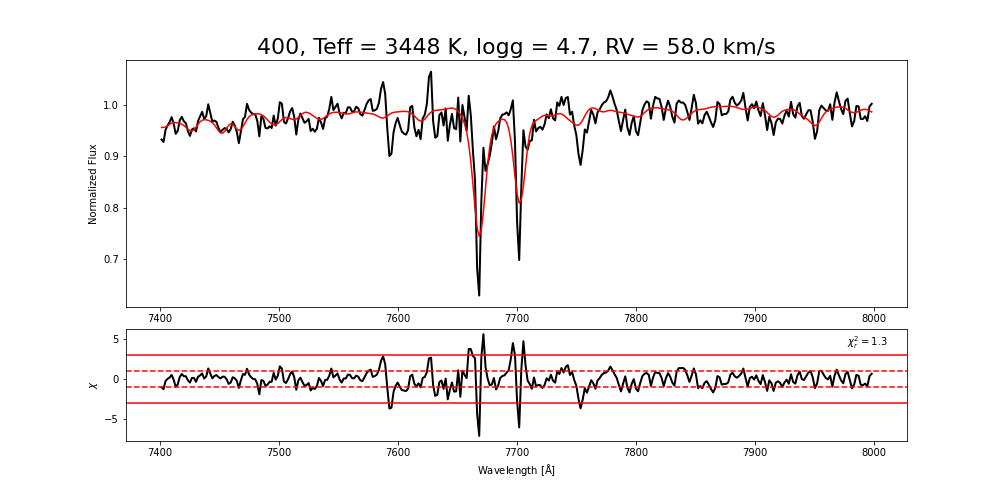 400, Teff = 3448 K, logg = 4.7, RV = 58.0 km/s
1.0
0.9
0.8
0.7
Normalized Flux
7400 7500 7600 7700 7800 7900 8000
5
0
−5
χ
χ²ᵣ = 1.3
7400 7500 7600 7700 7800 7900 8000
Wavelength [Å]